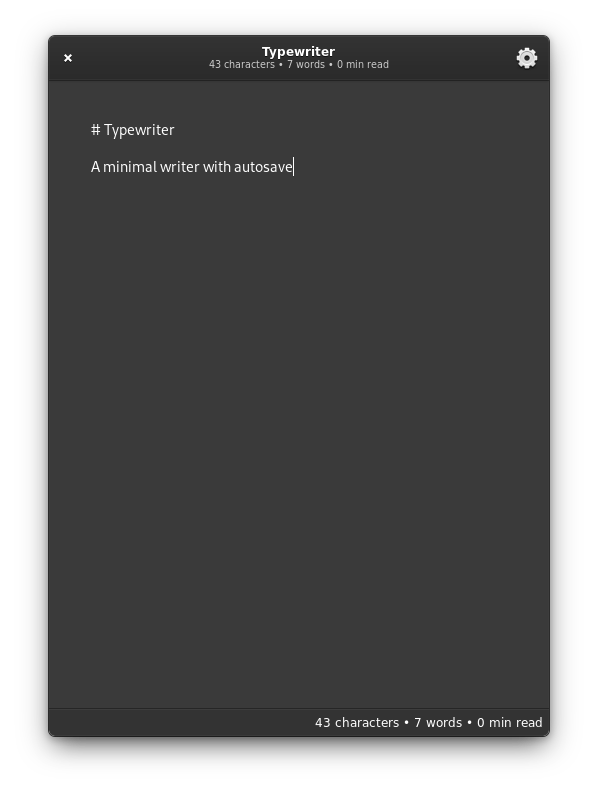 Typewriter
43 characters • 7 words • 0 min read
# Typewriter
A minimal writer with autosave
43 characters • 7 words • 0 min read